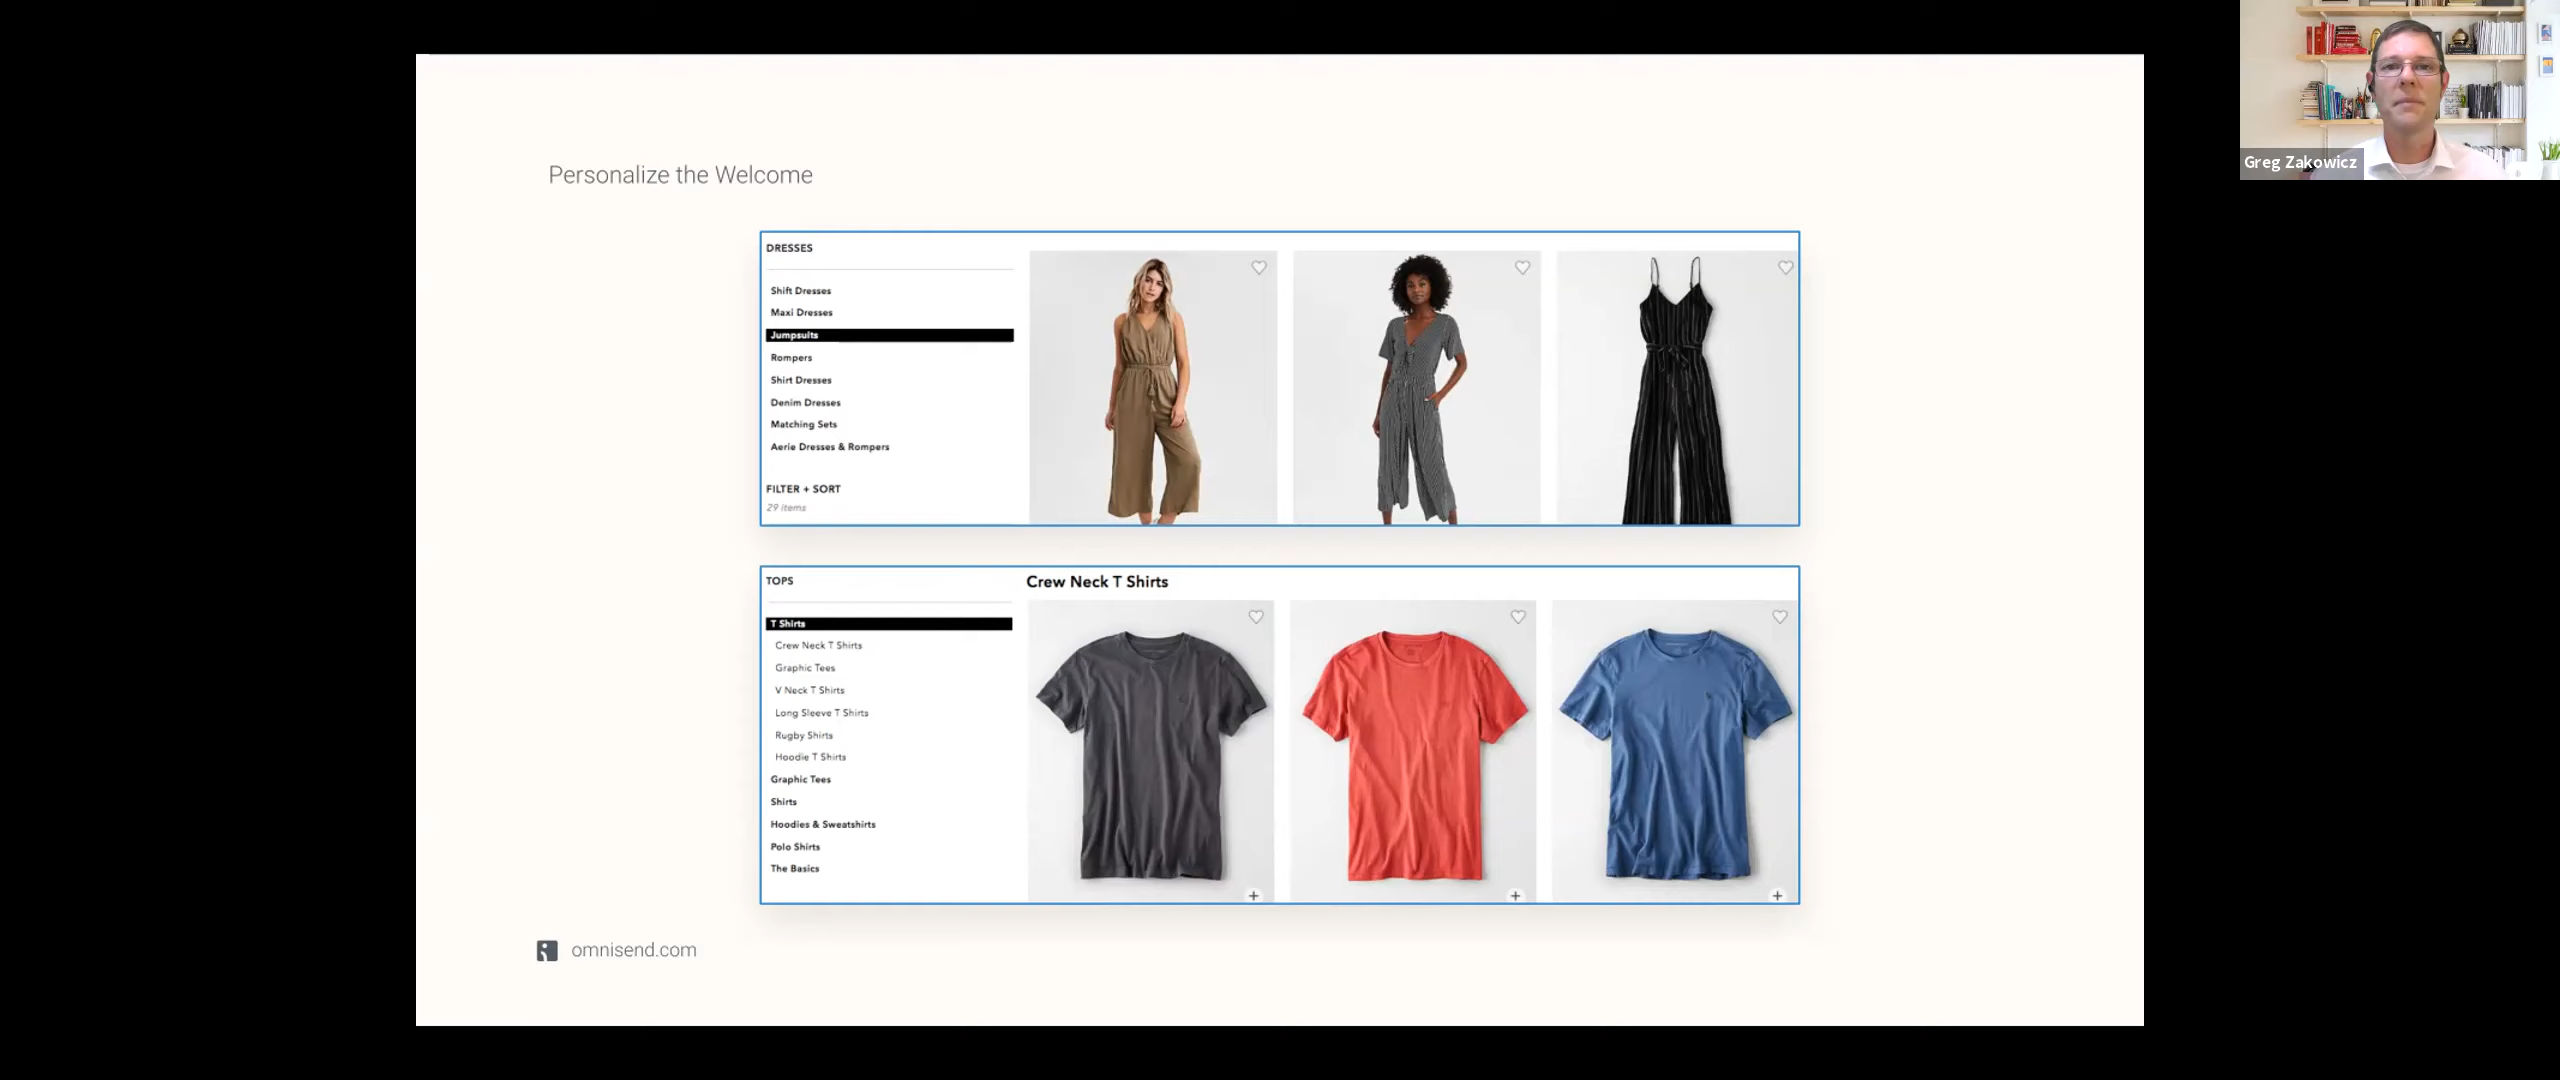 Personalize the Welcome
DRESSES
Shift Dresses
Maxi Dresses
Jumpsuits
Rompers
Shirt Dresses
Denim Dresses
Matching Sets
Aerie Dresses & Rompers
FILTER + SORT
29 items
TOPS
T Shirts
Crew Neck T Shirts
Graphic Tees
V Neck T Shirts
Long Sleeve T Shirts
Rugby Shirts
Hoodie T Shirts
Graphic Tees
Shirts
Hoodies & Sweatshirts
Polo Shirts
The Basics
Crew Neck T Shirts
omnisend.com
Greg Zakowicz